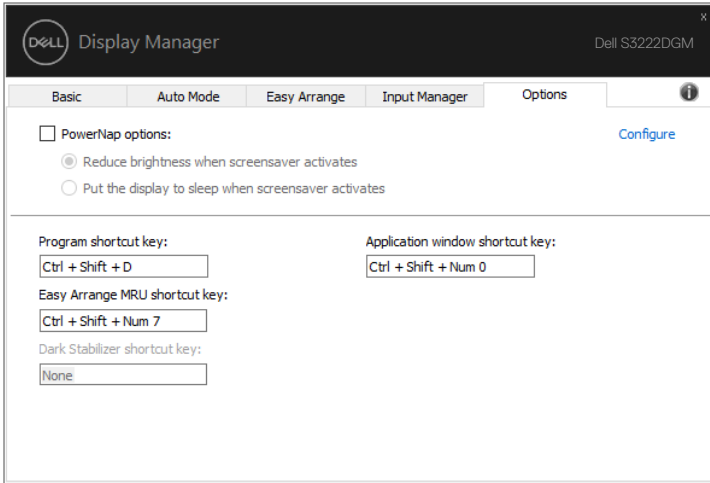 x
DELL Display Manager
Dell S3222DGM
Basic Auto Mode Easy Arrange Input Manager Options i
PowerNap options: Configure
Reduce brightness when screensaver activates
Put the display to sleep when screensaver activates
Program shortcut key: Application window shortcut key:
Ctrl + Shift + D Ctrl + Shift + Num 0
Easy Arrange MRU shortcut key:
Ctrl + Shift + Num 7
Dark Stabilizer shortcut key:
None